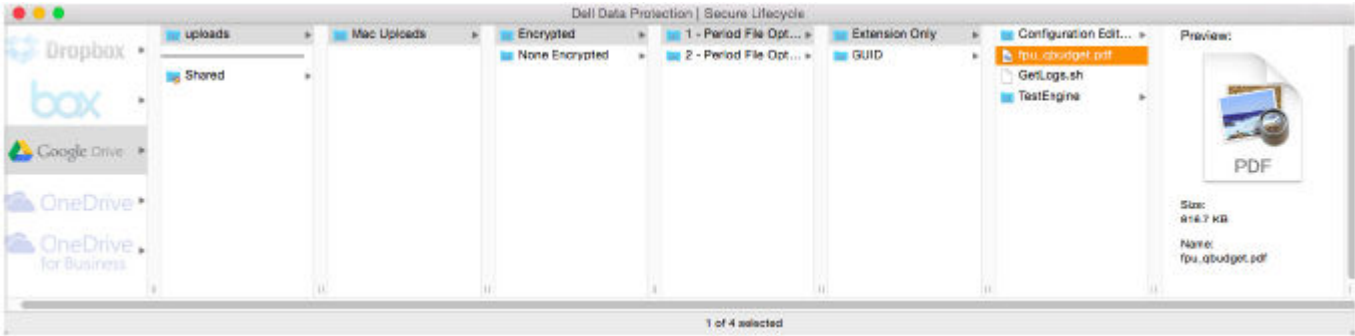 Dell Data Protection | Secure Lifecycle
Dropbox
box
Google Drive
OneDrive
OneDrive
for Business
uploads
Shared
Mac Uploads
Encrypted
None Encrypted
1 - Period File Opt...
2 - Period File Opt...
Extension Only
GUID
Configuration Edit...
fpu_qbudget.pdf
GetLogs.sh
TestEngine
Preview:
PDF
Size:
916.7 KB
Name:
fpu_qbudget.pdf
1 of 4 selected